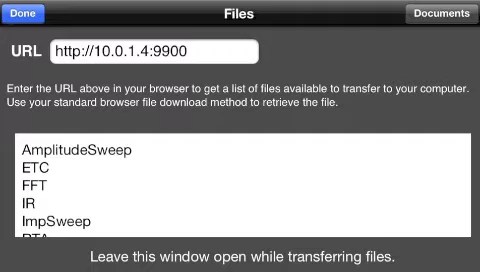 Done Files Documents
URL http://10.0.1.4:9900
Enter the URL above in your browser to get a list of files available to transfer to your computer.
Use your standard browser file download method to retrieve the file.
AmplitudeSweep
ETC
FFT
IR
ImpSweep
RTA
Leave this window open while transferring files.